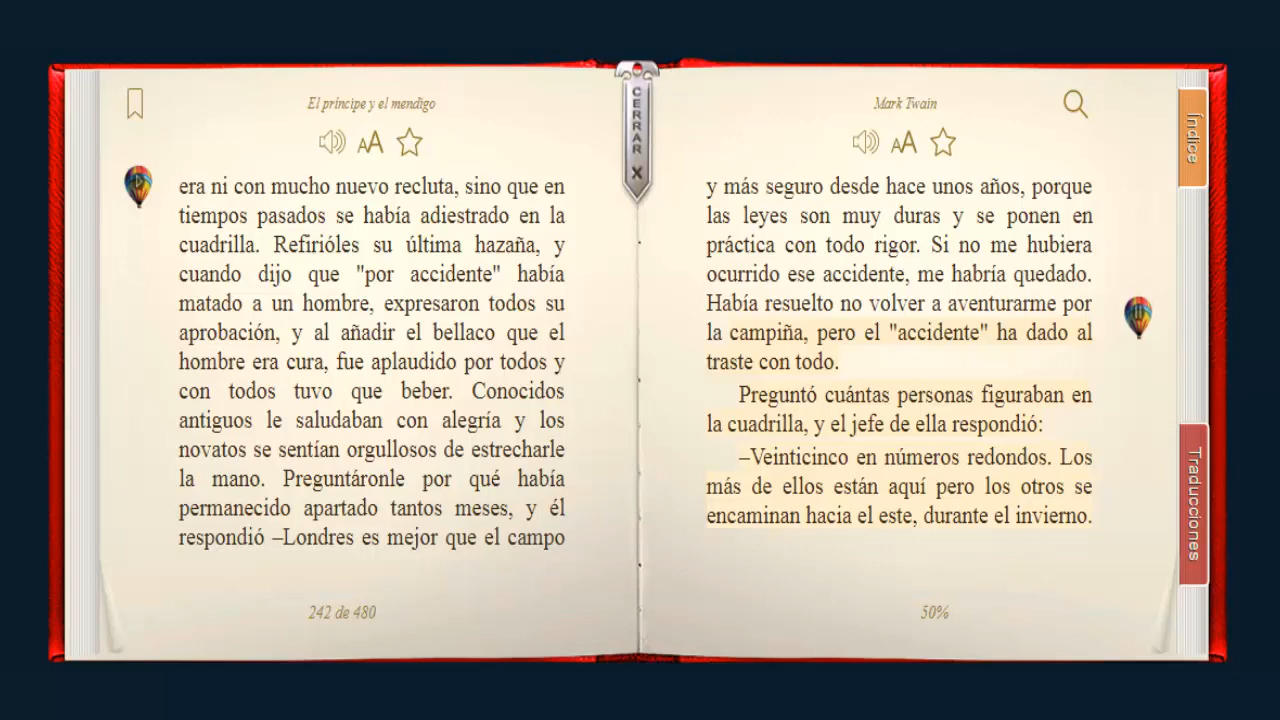 El príncipe y el mendigo
era ni con mucho nuevo recluta, sino que en
tiempos pasados se había adiestrado en la
cuadrilla. Refirióles su última hazaña, y
cuando dijo que "por accidente" había
matado a un hombre, expresaron todos su
aprobación, y al añadir el bellaco que el
hombre era cura, fue aplaudido por todos y
con todos tuvo que beber. Conocidos
antiguos le saludaban con alegría y los
novatos se sentían orgullosos de estrecharle
la mano. Preguntáronle por qué había
permanecido apartado tantos meses, y él
respondió –Londres es mejor que el campo
242 de 480
CERRAR X
Mark Twain
y más seguro desde hace unos años, porque
las leyes son muy duras y se ponen en
práctica con todo rigor. Si no me hubiera
ocurrido ese accidente, me habría quedado.
Había resuelto no volver a aventurarme por
la campiña, pero el "accidente" ha dado al
traste con todo.
Preguntó cuántas personas figuraban en
la cuadrilla, y el jefe de ella respondió:
–Veinticinco en números redondos. Los
más de ellos están aquí pero los otros se
encaminan hacia el este, durante el invierno.
50%
Índice
Traducciones